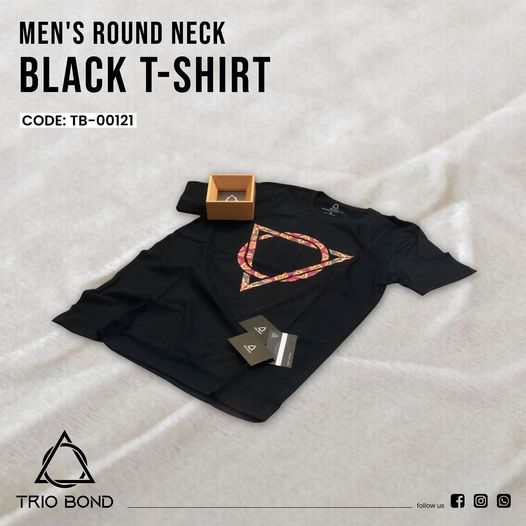 MEN'S ROUND NECK
BLACK T-SHIRT
CODE: TB-00121
TRIO BOND
follow us